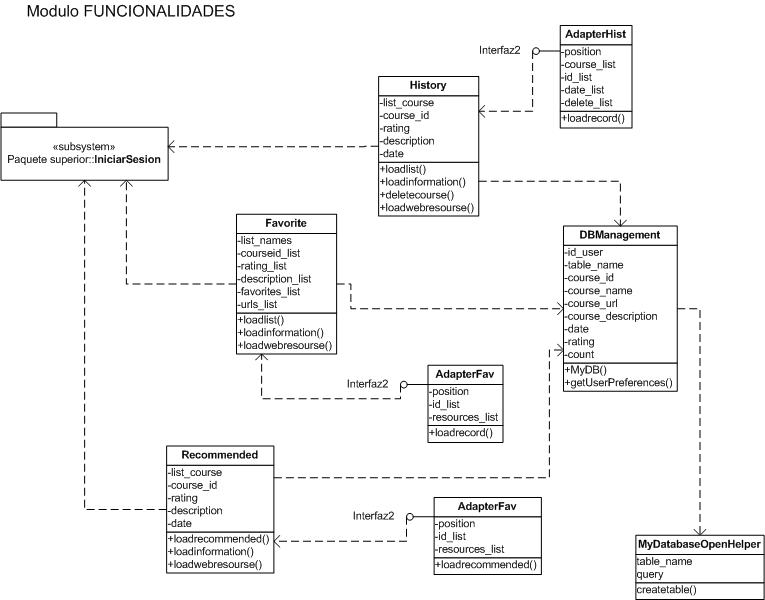 Modulo FUNCIONALIDADES
AdapterHist
-position
-course_list
-id_list
-date_list
-delete_list
+loadrecord()
Interfaz2
History
-list_course
-course_id
-rating
-description
-date
+loadlist()
+loadinformation()
+deletecourse()
+loadwebresourse()
«subsystem»
Paquete superior::IniciarSesion
Favorite
-list_names
-courseid_list
-rating_list
-description_list
-favorites_list
-urls_list
+loadlist()
+loadinformation()
+loadwebresourse()
DBManagement
-id_user
-table_name
-course_id
-course_name
-course_url
-course_description
-date
-rating
-count
+MyDB()
+getUserPreferences()
Interfaz2
AdapterFav
-position
-id_list
-resources_list
+loadrecord()
Recommended
-list_course
-course_id
-rating
-description
-date
+loadrecommended()
+loadinformation()
+loadwebresourse()
Interfaz2
AdapterFav
-position
-id_list
-resources_list
+loadrecommended()
MyDatabaseOpenHelper
table_name
query
createtable()